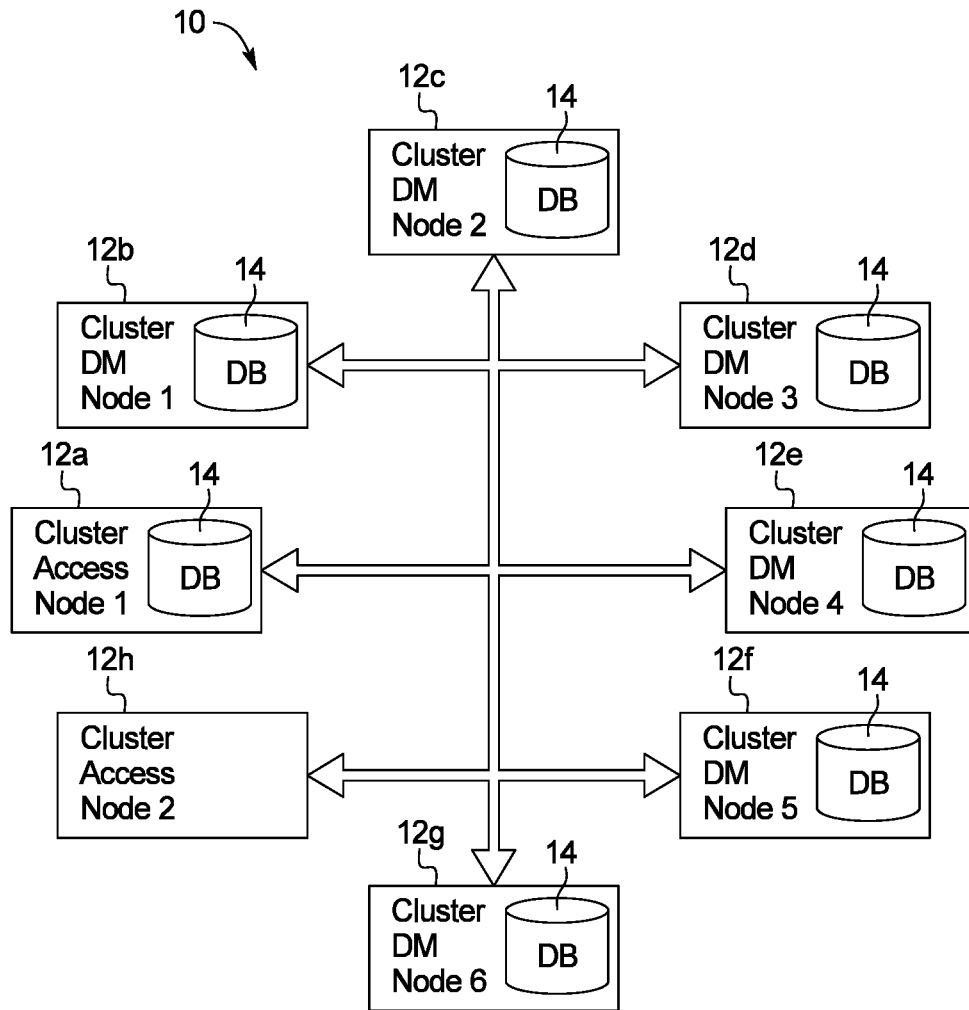 10
12c
14
Cluster
DM
Node 2
DB
12b
14
Cluster
DM
Node 1
DB
12d
14
Cluster
DM
Node 3
DB
12a
14
Cluster
Access
Node 1
DB
12e
14
Cluster
DM
Node 4
DB
12h
Cluster
Access
Node 2
12f
14
Cluster
DM
Node 5
DB
12g
14
Cluster
DM
Node 6
DB